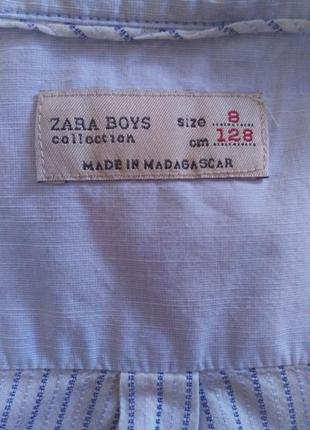 ZARA BOYS size 8
collection cm 128
MADE IN MADAGASCAR